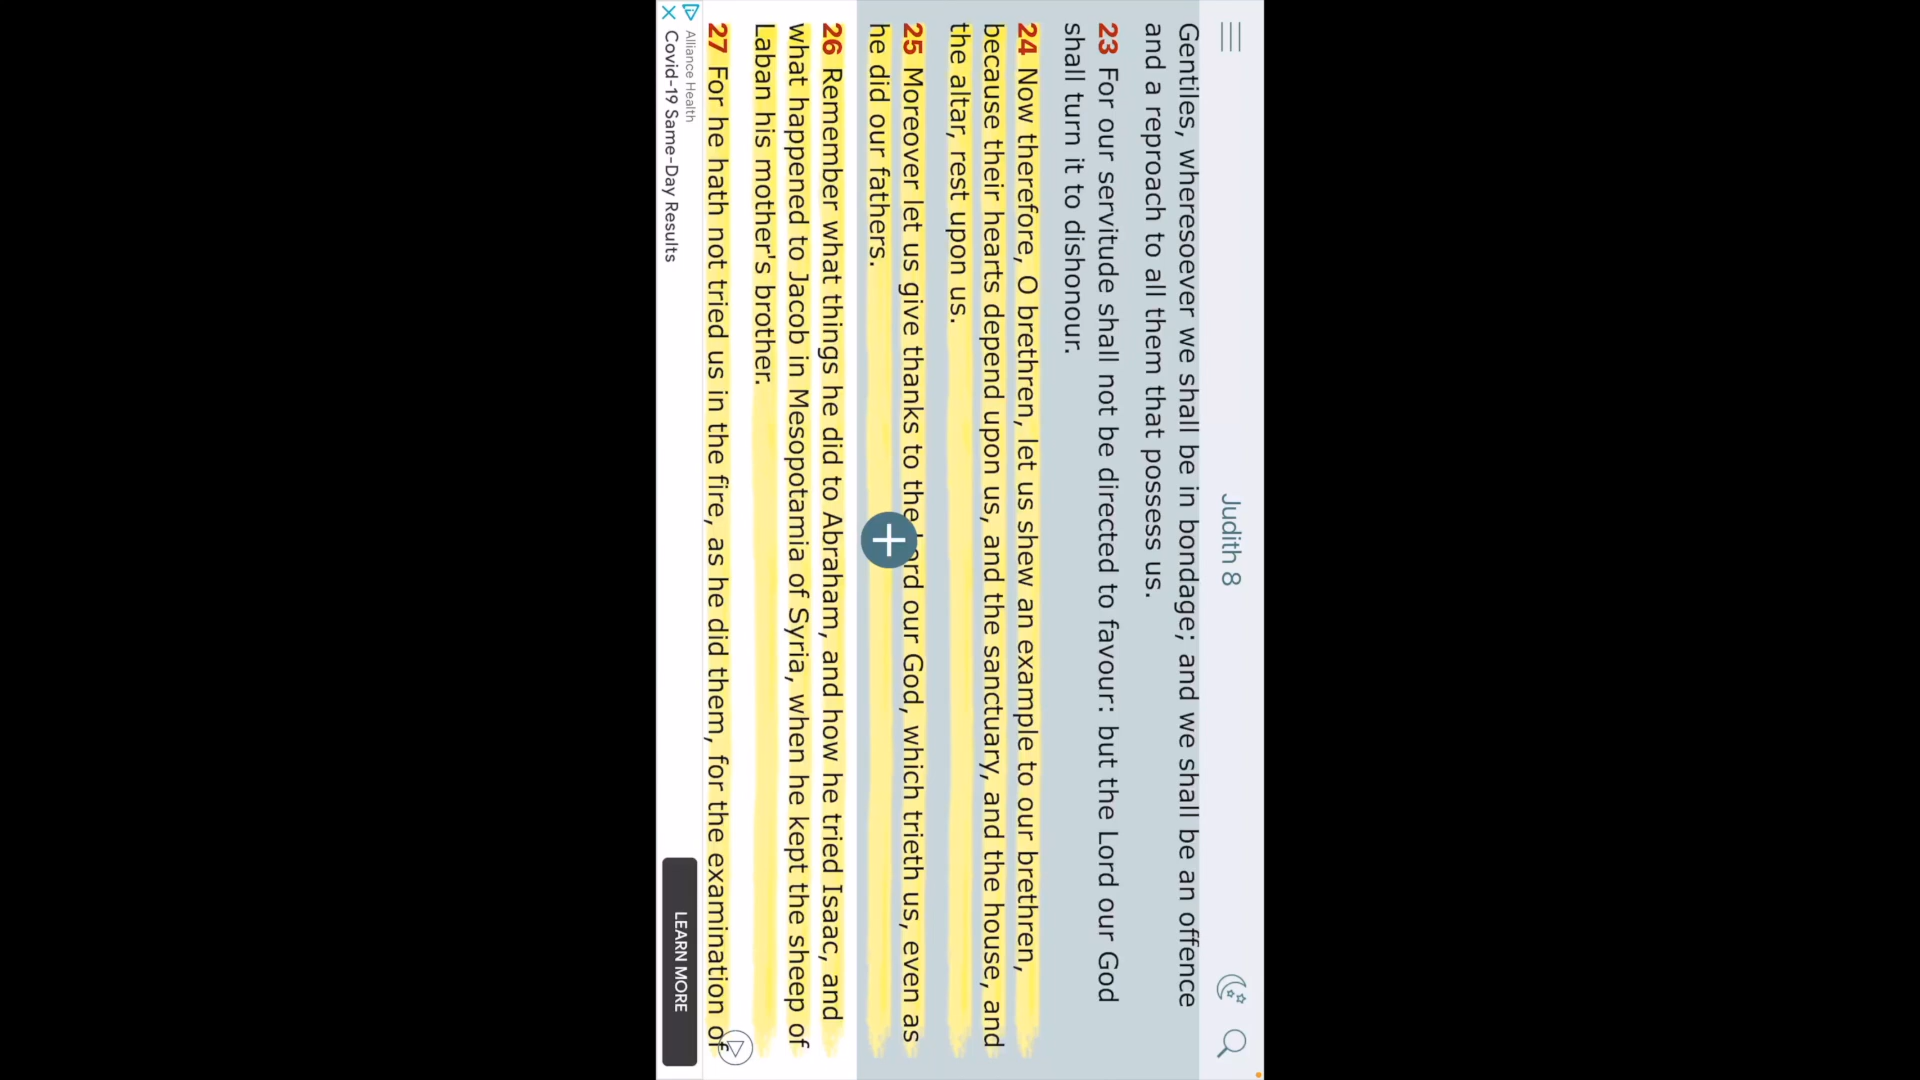 Judith 8
Gentiles, wheresoever we shall be in bondage; and we shall be an offence
and a reproach to all them that possess us.
23 For our servitude shall not be directed to favour: but the Lord our God
shall turn it to dishonour.
24 Now therefore, O brethren, let us shew an example to our brethren,
because their hearts depend upon us, and the sanctuary, and the house, and
the altar, rest upon us.
25 Moreover let us give thanks to the Lord our God, which trieth us, even as
he did our fathers.
26 Remember what things he did to Abraham, and how he tried Isaac, and
what happened to Jacob in Mesopotamia of Syria, when he kept the sheep of
Laban his mother's brother.
27 For he hath not tried us in the fire, as he did them, for the examination of
Alliance Health
Covid-19 Same-Day Results
LEARN MORE